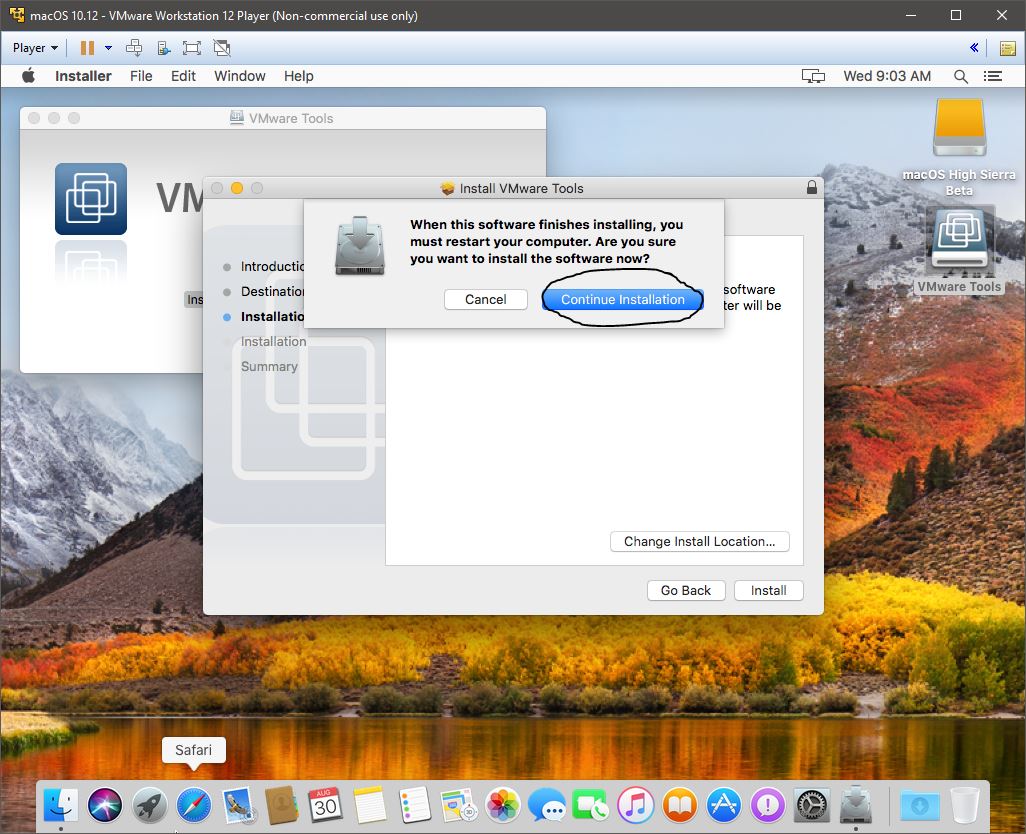 macOS 10.12 - VMware Workstation 12 Player (Non-commercial use only)
Player
Installer File Edit Window Help Wed 9:03 AM
VMware Tools
VM
Install VMware Tools
macOS High Sierra
Beta
VMware Tools
When this software finishes installing, you
must restart your computer. Are you sure
you want to install the software now?
Cancel Continue Installation
Introductio
Destination
Installatio
Installation
Summary
Ins
software
ter will be
Change Install Location...
Go Back Install
Safari
AUG
30